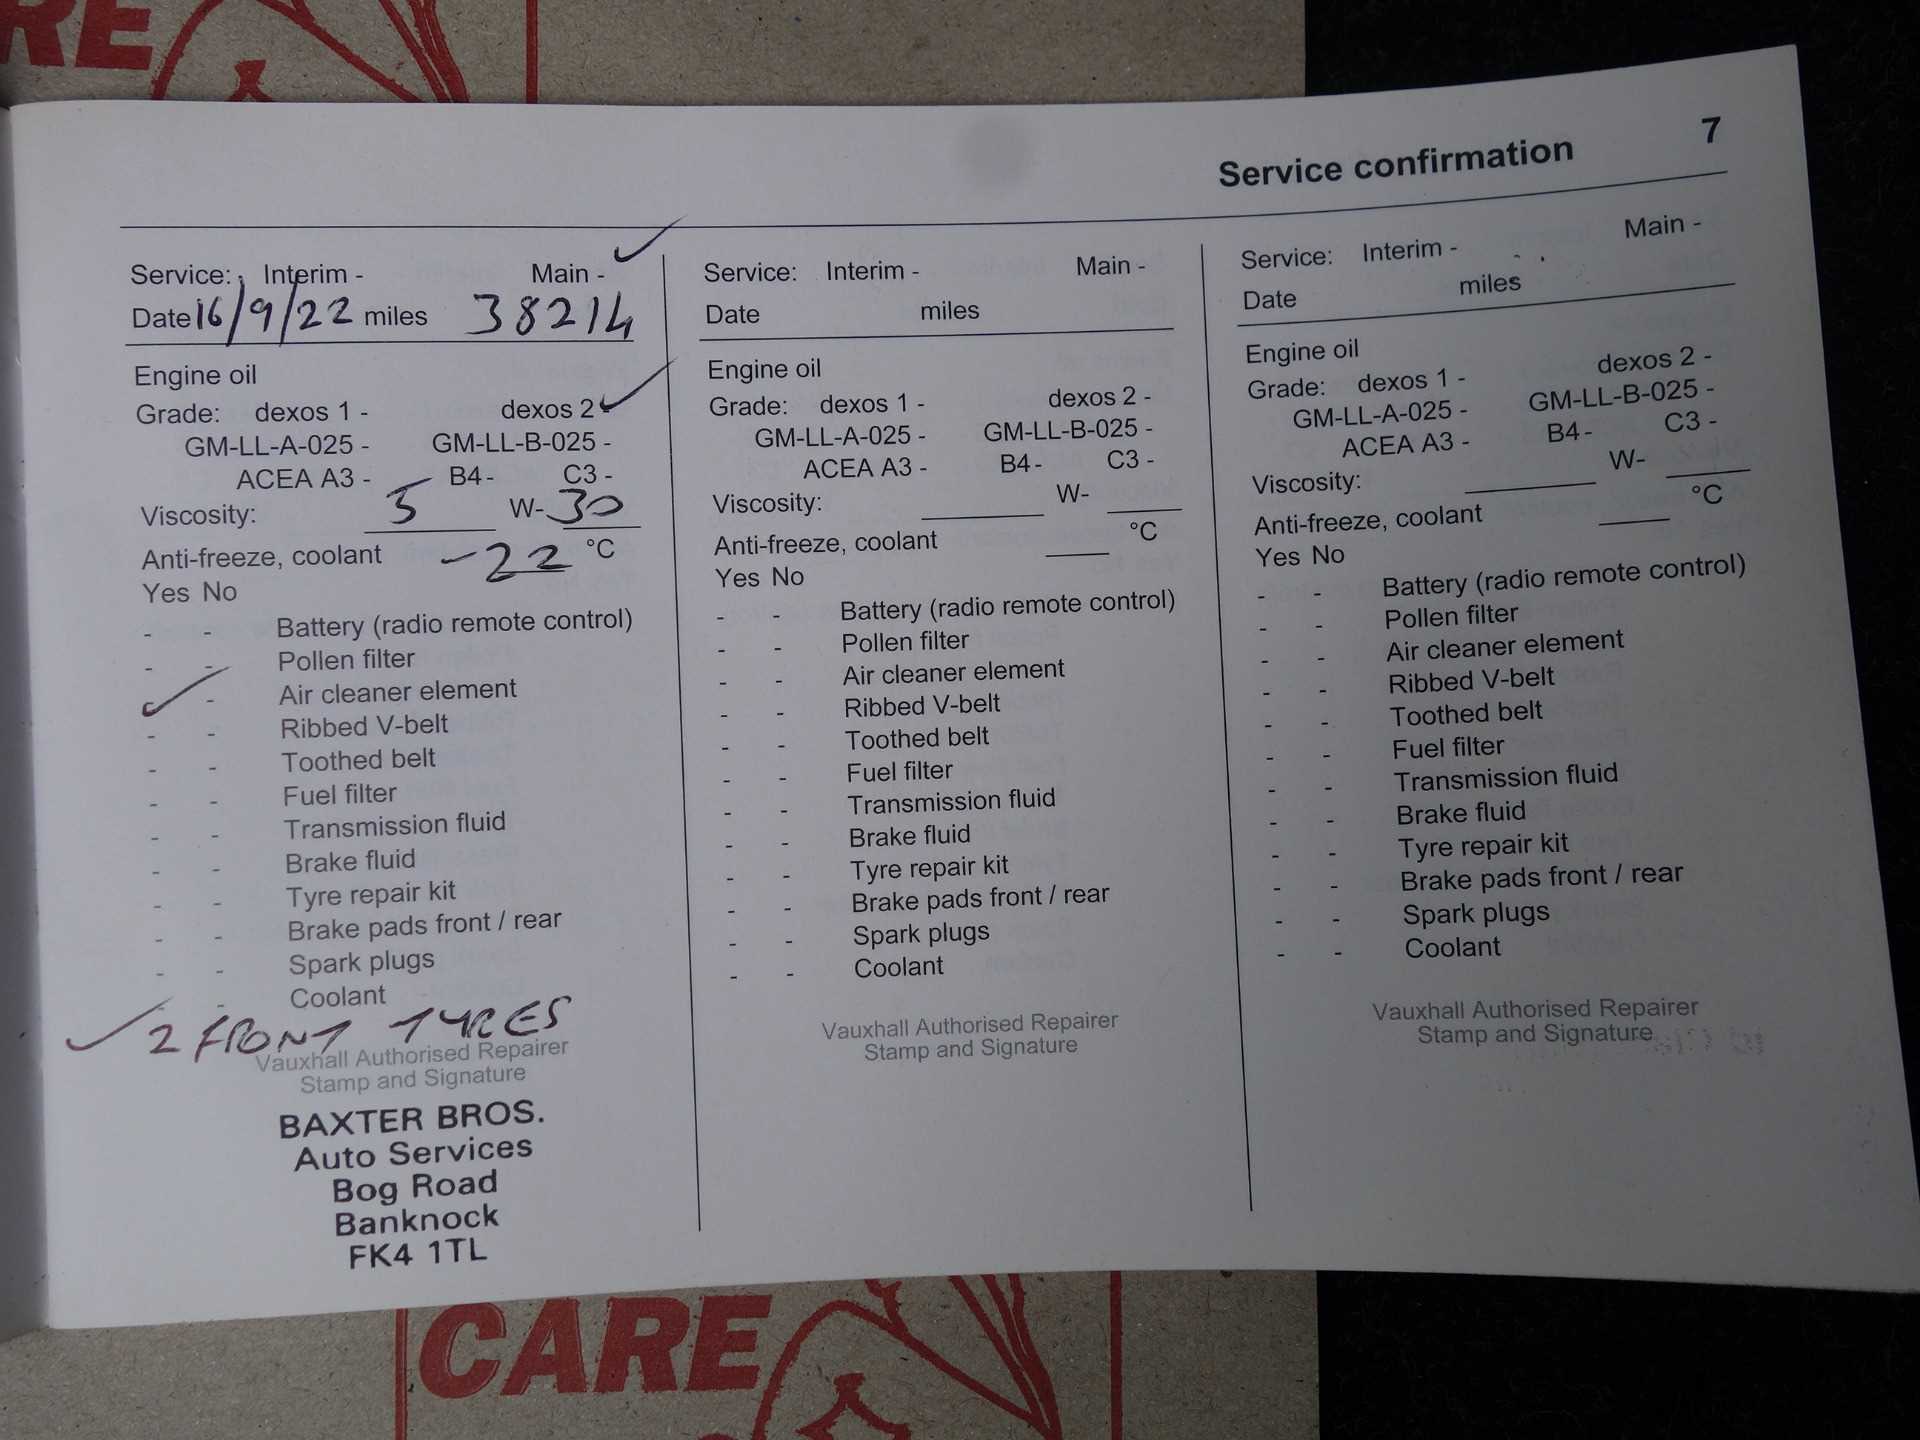 RE
Service confirmation 7
Service: Interim - Main - ✓
Date 16/9/22 miles 38214
Engine oil
Grade: dexos 1 - dexos 2 ✓
GM-LL-A-025 - GM-LL-B-025 -
ACEA A3 - B4 - C3 -
Viscosity: 5 W- 30
Anti-freeze, coolant -22 °C
Yes No
- - Battery (radio remote control)
- - Pollen filter
✓ - Air cleaner element
- - Ribbed V-belt
- - Toothed belt
- - Fuel filter
- - Transmission fluid
- - Brake fluid
- - Tyre repair kit
- - Brake pads front / rear
- - Spark plugs
- Coolant
✓ 2 FRONT TYRES
Vauxhall Authorised Repairer
Stamp and Signature
BAXTER BROS.
Auto Services
Bog Road
Banknock
FK4 1TL
Service: Interim - Main -
Date miles
Engine oil
Grade: dexos 1 - dexos 2 -
GM-LL-A-025 - GM-LL-B-025 -
ACEA A3 - B4 - C3 -
Viscosity: W-
Anti-freeze, coolant °C
Yes No
- - Battery (radio remote control)
- - Pollen filter
- - Air cleaner element
- - Ribbed V-belt
- - Toothed belt
- - Fuel filter
- - Transmission fluid
- - Brake fluid
- - Tyre repair kit
- - Brake pads front / rear
- - Spark plugs
- - Coolant
Vauxhall Authorised Repairer
Stamp and Signature
Service: Interim - Main -
Date miles
Engine oil
Grade: dexos 1 - dexos 2 -
GM-LL-A-025 - GM-LL-B-025 -
ACEA A3 - B4 - C3 -
Viscosity: W-
Anti-freeze, coolant °C
Yes No
- - Battery (radio remote control)
- - Pollen filter
- - Air cleaner element
- - Ribbed V-belt
- - Toothed belt
- - Fuel filter
- - Transmission fluid
- - Brake fluid
- - Tyre repair kit
- - Brake pads front / rear
- - Spark plugs
- - Coolant
Vauxhall Authorised Repairer
Stamp and Signature
CARE